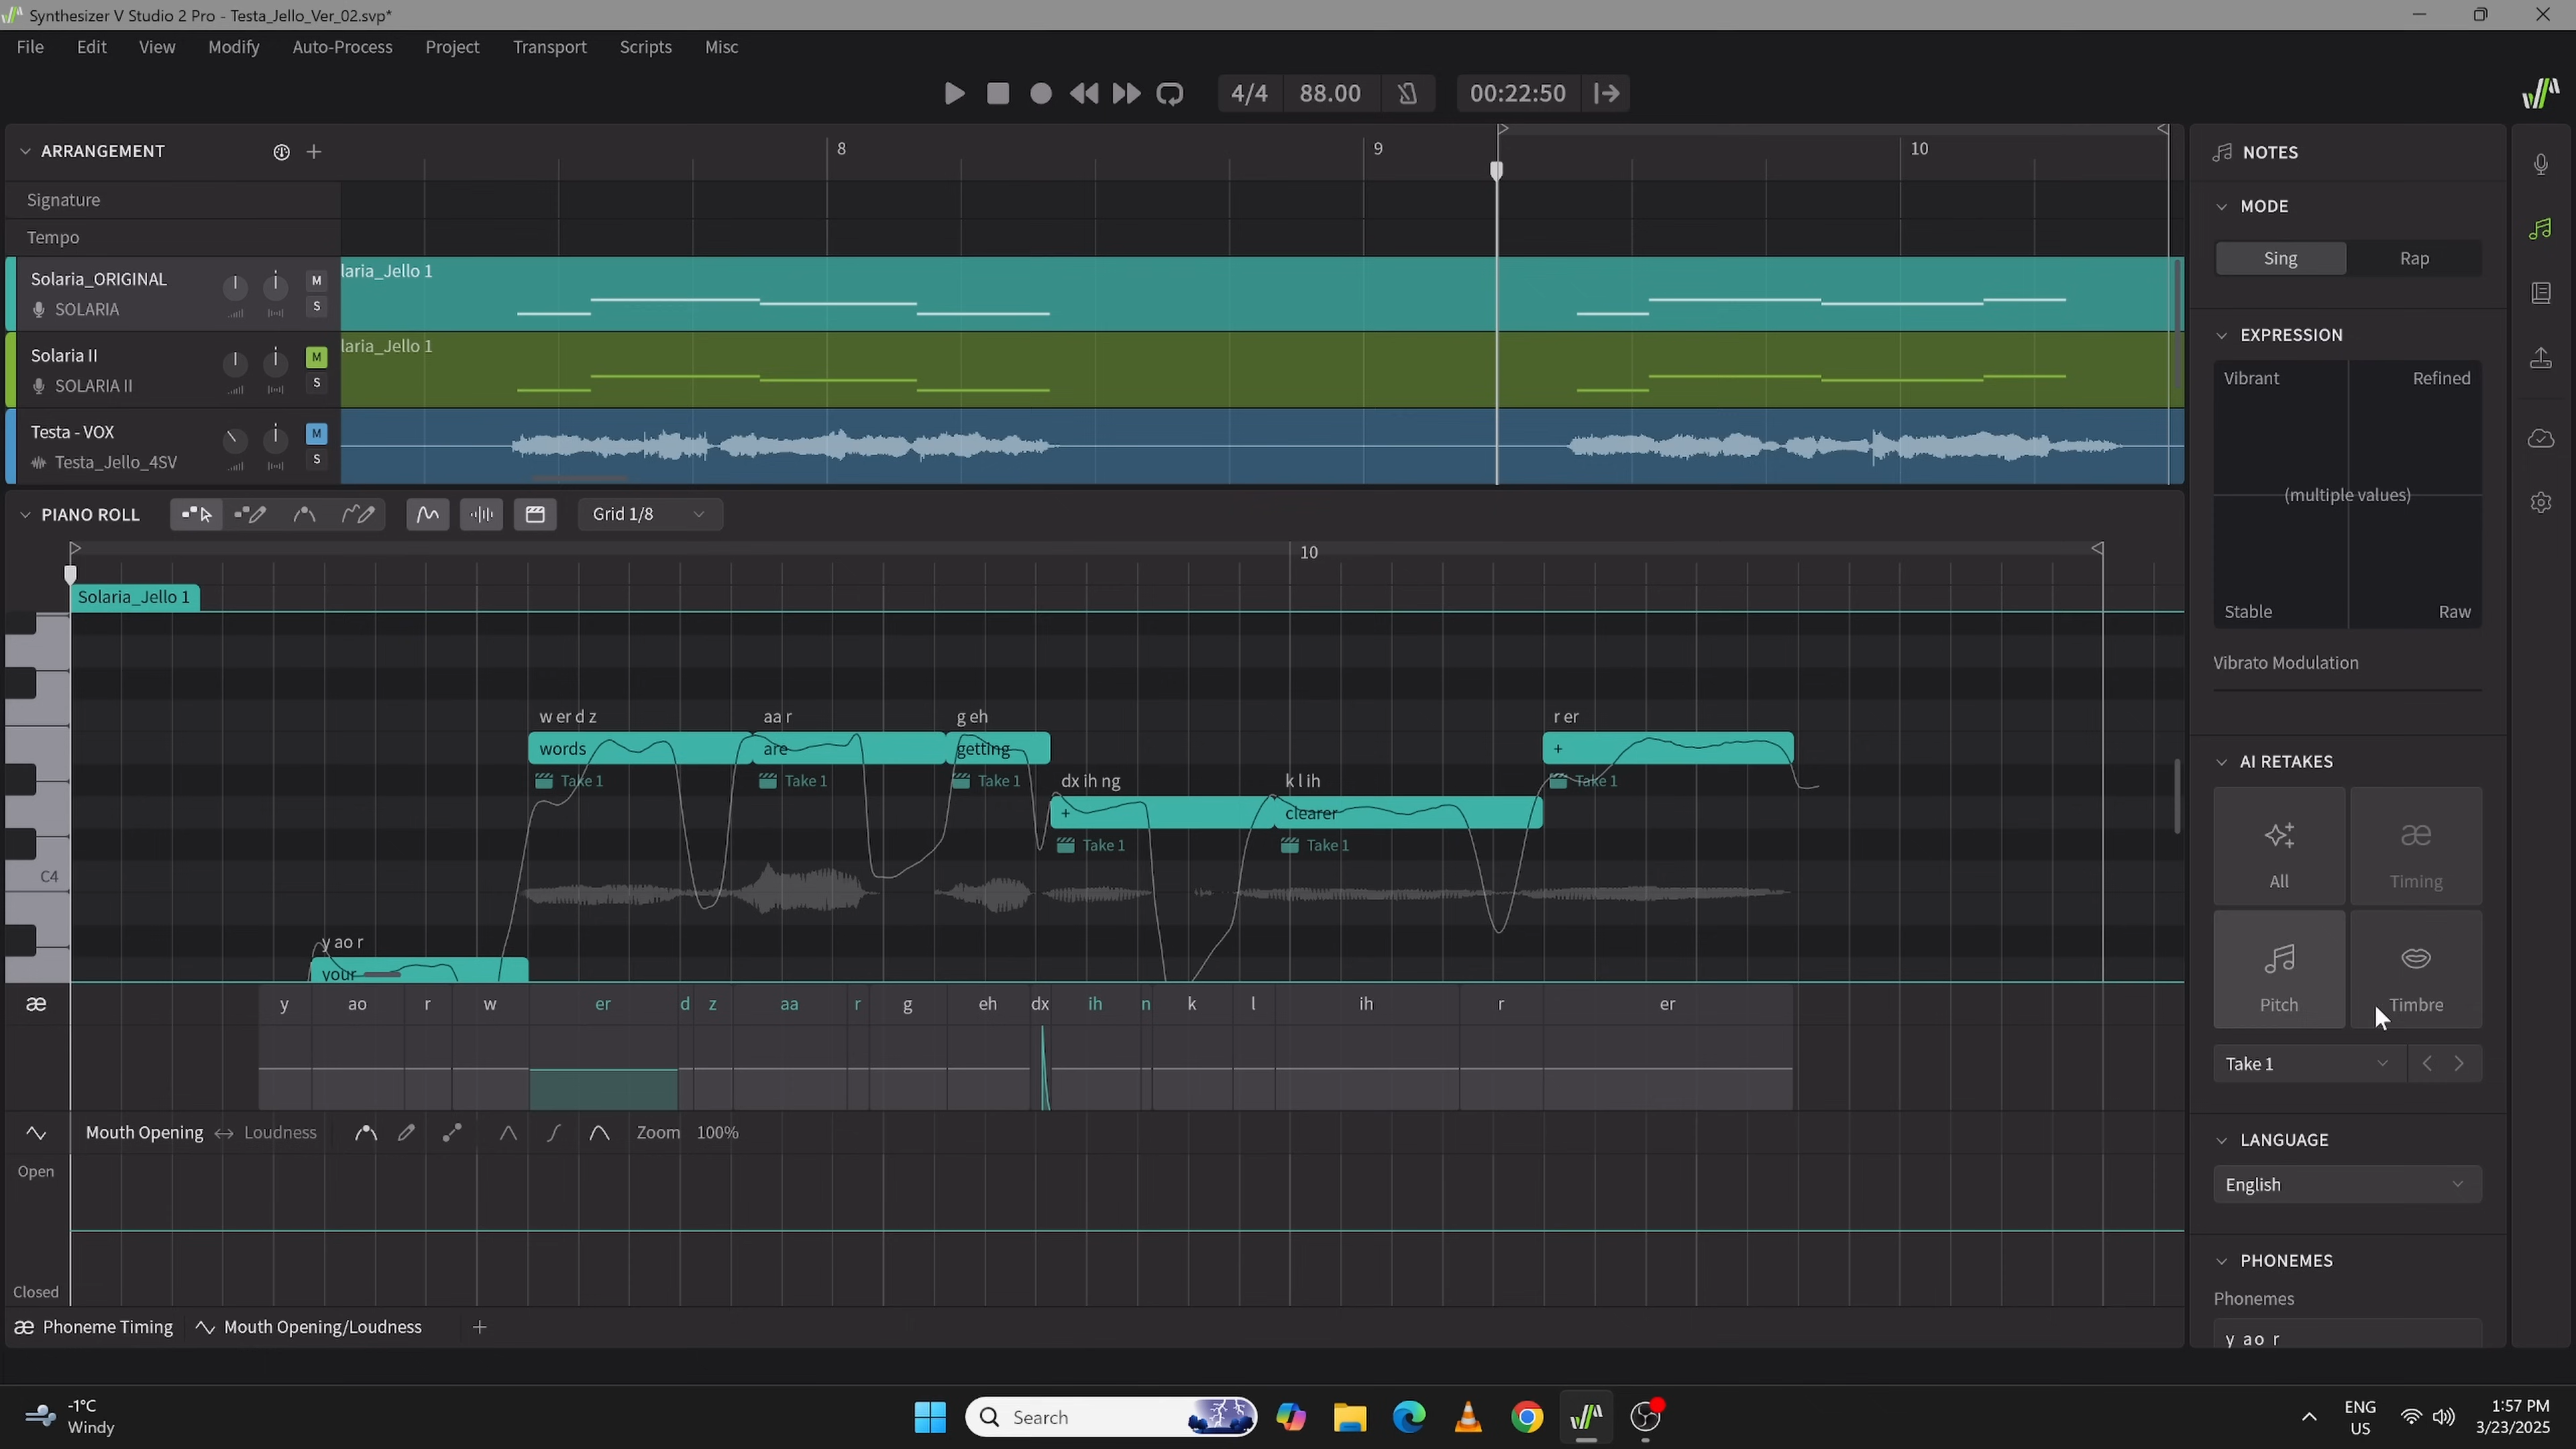 Synthesizer V Studio 2 Pro - Testa_Jello_Ver_02.svp*
File Edit View Modify Auto-Process Project Transport Scripts Misc
4/4 88.00 00:22:50
ARRANGEMENT
8 9 10
Signature
Tempo
Solaria_ORIGINAL M
SOLARIA S
laria_Jello 1
Solaria II M
SOLARIA II S
laria_Jello 1
Testa - VOX M
Testa_Jello_4SV S
PIANO ROLL Grid 1/8
10
Solaria_Jello 1
w er d z aa r g eh r er
words are getting +
Take 1 Take 1 Take 1 dx ih ng k l ih Take 1
+ clearer
Take 1 Take 1
C4
y ao r
your
æ y ao r w er d z aa r g eh dx ih n k l ih r er
Mouth Opening Loudness Zoom 100%
Open
Closed
æ Phoneme Timing Mouth Opening/Loudness +
NOTES
MODE
Sing Rap
EXPRESSION
Vibrant Refined
(multiple values)
Stable Raw
Vibrato Modulation
AI RETAKES
æ
All Timing
Pitch Timbre
Take 1
LANGUAGE
English
PHONEMES
Phonemes
y ao r
-1°C
Windy
Search
ENG
US
1:57 PM
3/23/2025